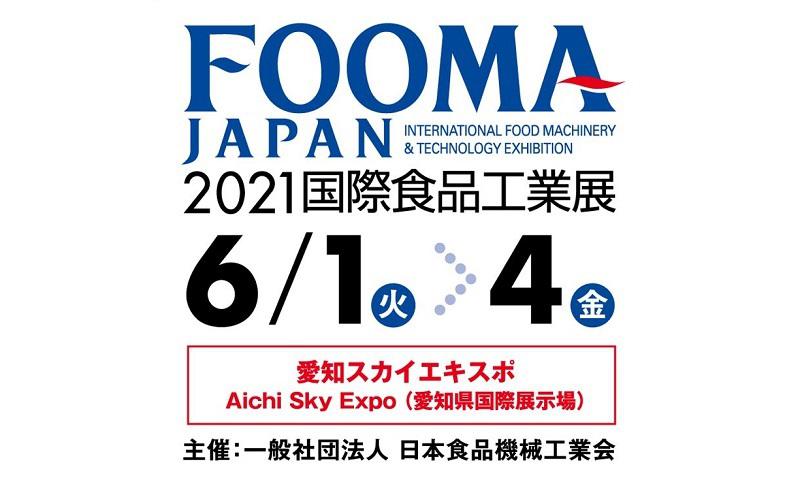 FOOMA
JAPAN
INTERNATIONAL FOOD MACHINERY
& TECHNOLOGY EXHIBITION
2021国際食品工業展
6/1火 > 4金
愛知スカイエキスポ
Aichi Sky Expo（愛知県国際展示場）
主催：一般社団法人 日本食品機械工業会